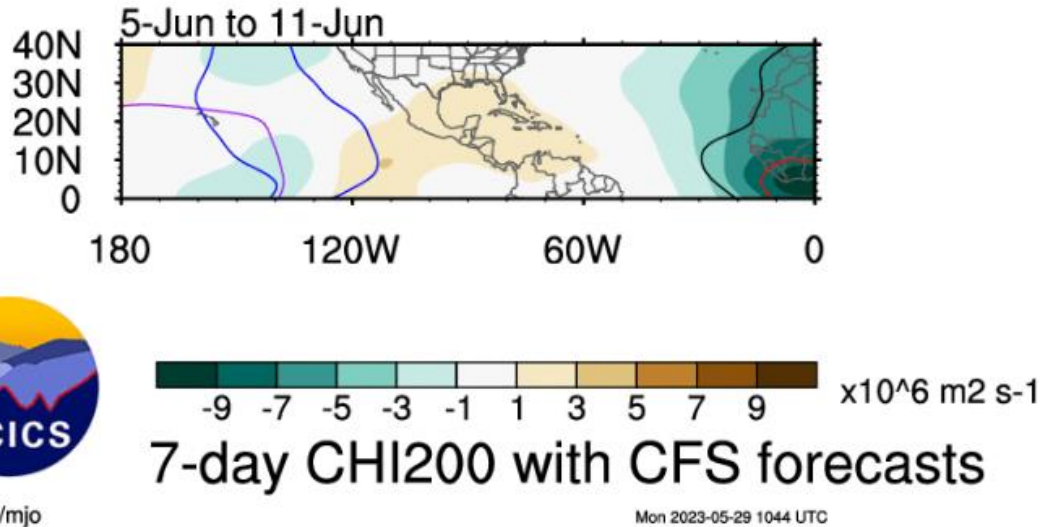 5-Jun to 11-Jun
40N
30N
20N
10N
0
180 120W 60W 0
-9 -7 -5 -3 -1 1 3 5 7 9
x10^6 m2 s-1
CICS
7-day CHI200 with CFS forecasts
/mjo
Mon 2023-05-29 1044 UTC